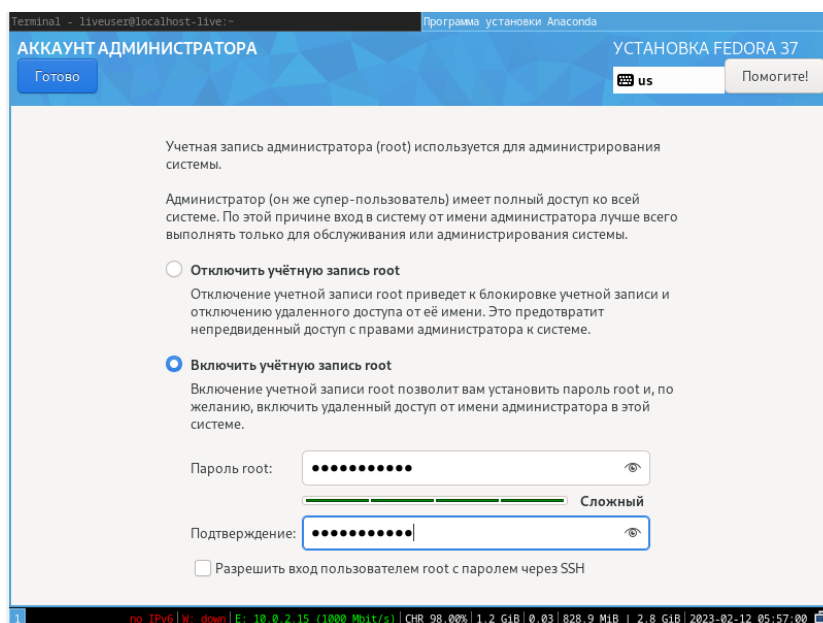 Terminal - liveuser@localhost-live:~
Программа установки Anaconda
АККАУНТ АДМИНИСТРАТОРА
УСТАНОВКА FEDORA 37
Готово
us
Помогите!
Учетная запись администратора (root) используется для администрирования
системы.
Администратор (он же супер-пользователь) имеет полный доступ ко всей
системе. По этой причине вход в систему от имени администратора лучше всего
выполнять только для обслуживания или администрирования системы.
Отключить учётную запись root
Отключение учетной записи root приведет к блокировке учетной записи и
отключению удаленного доступа от её имени. Это предотвратит
непредвиденный доступ с правами администратора к системе.
Включить учётную запись root
Включение учетной записи root позволит вам установить пароль root и, по
желанию, включить удаленный доступ от имени администратора в этой
системе.
Пароль root: ●●●●●●●●●●●
Сложный
Подтверждение: ●●●●●●●●●●●
Разрешить вход пользователем root с паролем через SSH
1 no IPv6 | W: down | E: 10.0.2.15 (1000 Mbit/s) | CHR 98.00% | 1.2 GiB | 0.03 | 828.9 MiB | 2.8 GiB | 2023-02-12 05:57:00